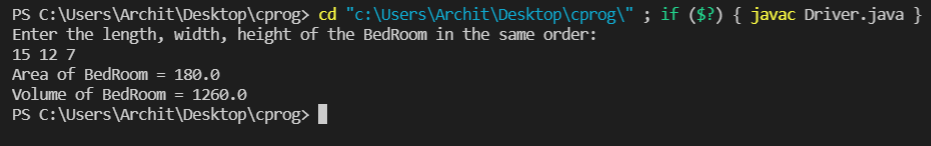 PS C:\Users\Archit\Desktop\cprog> cd "c:\Users\Archit\Desktop\cprog\" ; if ($?) { javac Driver.java }
Enter the length, width, height of the BedRoom in the same order:
15 12 7
Area of BedRoom = 180.0
Volume of BedRoom = 1260.0
PS C:\Users\Archit\Desktop\cprog>